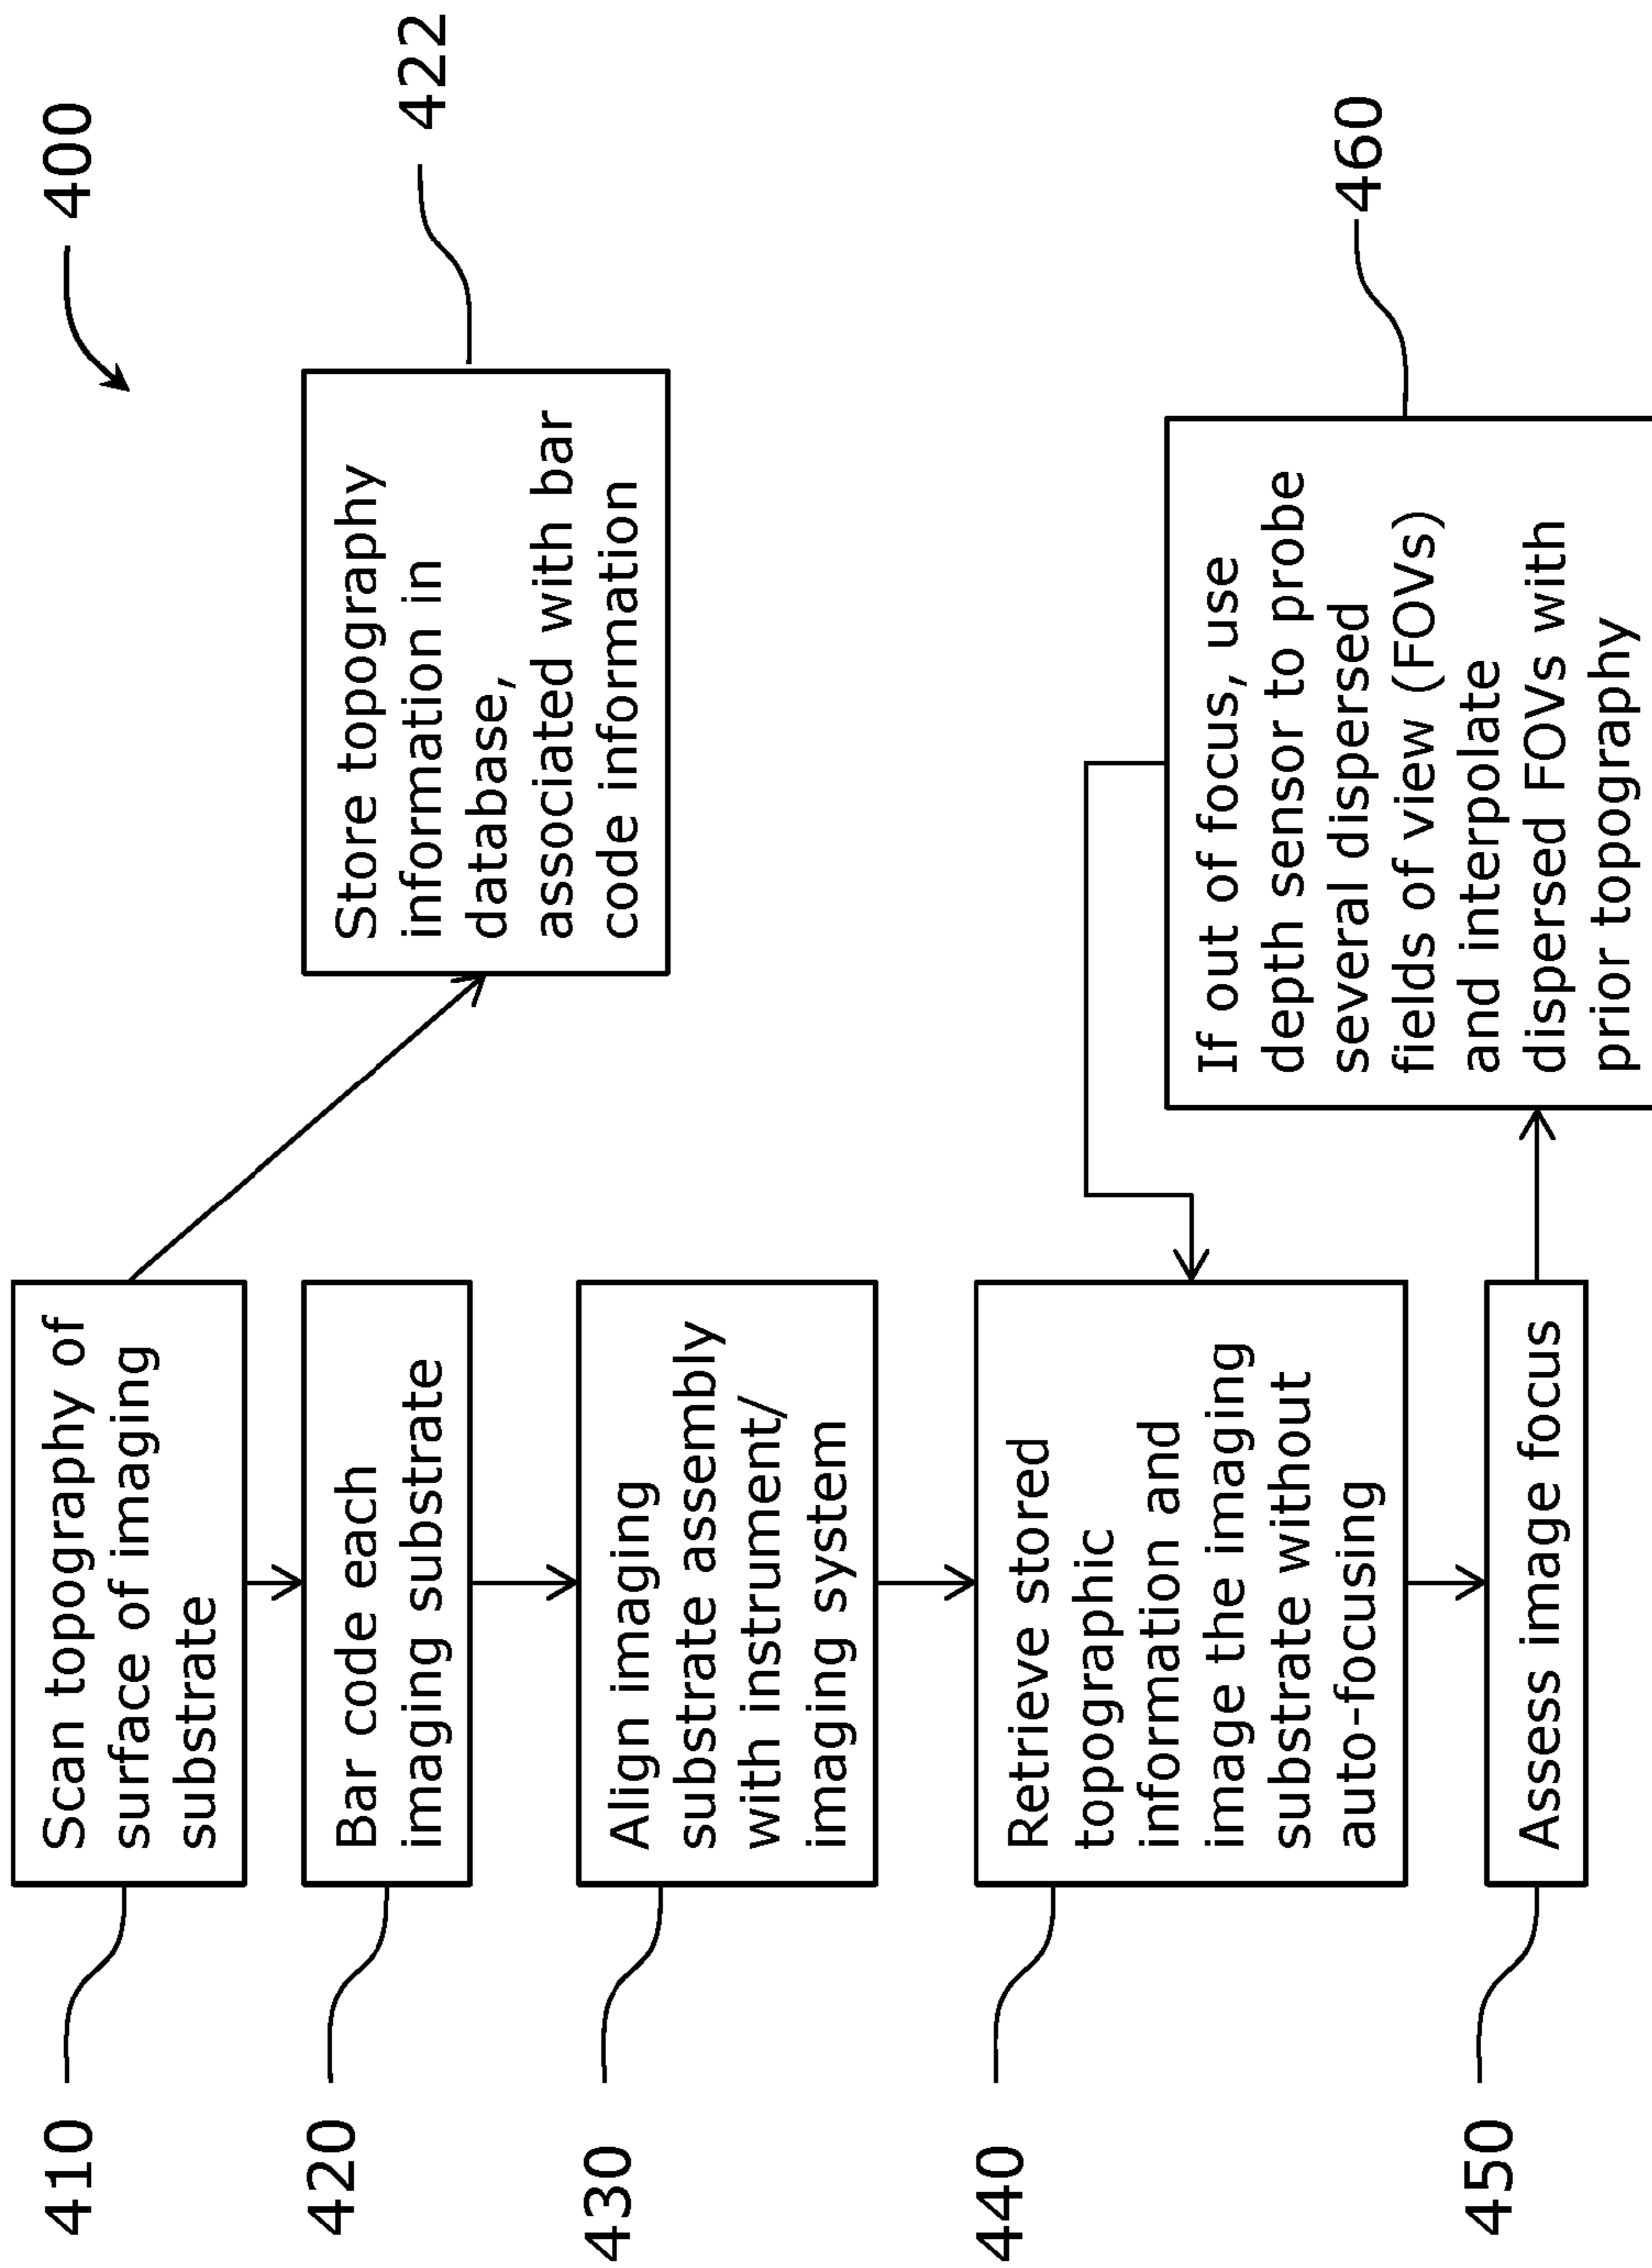 400
410
Scan topography of
surface of imaging
substrate
420
Bar code each
imaging substrate
422
Store topography
information in
database,
associated with bar
code information
430
Align imaging
substrate assembly
with instrument/
imaging system
440
Retrieve stored
topographic
information and
image the imaging
substrate without
auto-focusing
450
Assess image focus
460
If out of focus, use
depth sensor to probe
several dispersed
fields of view (FOVs)
and interpolate
dispersed FOVs with
prior topography